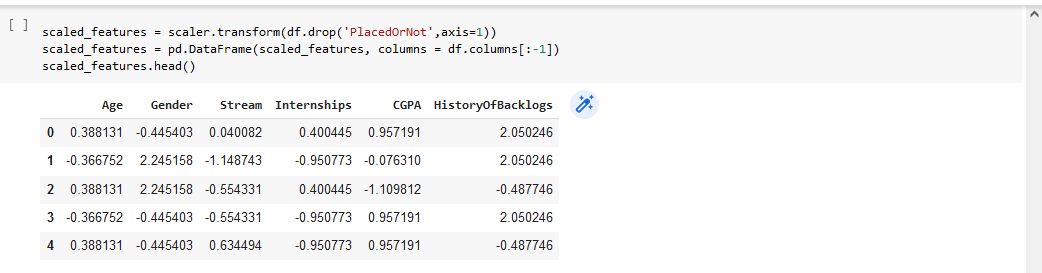 [ ]
scaled_features = scaler.transform(df.drop('PlacedOrNot',axis=1))
scaled_features = pd.DataFrame(scaled_features, columns = df.columns[:-1])
scaled_features.head()
Age Gender Stream Internships CGPA HistoryOfBacklogs
0 0.388131 -0.445403 0.040082 0.400445 0.957191 2.050246
1 -0.366752 2.245158 -1.148743 -0.950773 -0.076310 2.050246
2 0.388131 2.245158 -0.554331 0.400445 -1.109812 -0.487746
3 -0.366752 -0.445403 -0.554331 -0.950773 0.957191 2.050246
4 0.388131 -0.445403 0.634494 -0.950773 0.957191 -0.487746